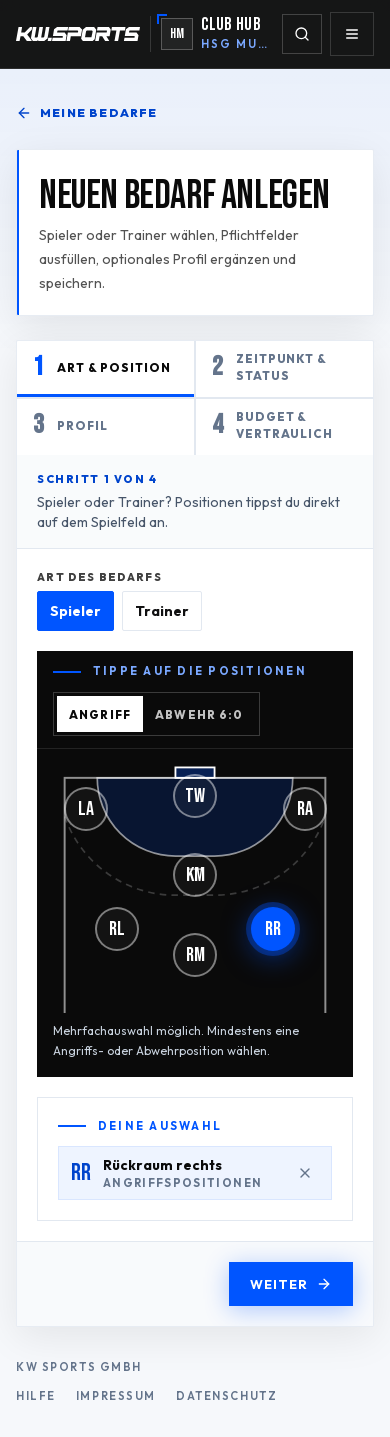 KW.SPORTS
HM
CLUB HUB
HSG MU...
← MEINE BEDARFE
NEUEN BEDARF ANLEGEN
Spieler oder Trainer wählen, Pflichtfelder
ausfüllen, optionales Profil ergänzen und
speichern.
1 ART & POSITION
2 ZEITPUNKT &
STATUS
3 PROFIL
4 BUDGET &
VERTRAULICH
SCHRITT 1 VON 4
Spieler oder Trainer? Positionen tippst du direkt
auf dem Spielfeld an.
ART DES BEDARFS
Spieler Trainer
TIPPE AUF DIE POSITIONEN
ANGRIFF ABWEHR 6:0
TW
LA RA
KM
RL RR
RM
Mehrfachauswahl möglich. Mindestens eine
Angriffs- oder Abwehrposition wählen.
DEINE AUSWAHL
RR Rückraum rechts
ANGRIFFSPOSITIONEN
WEITER →
KW SPORTS GMBH
HILFE IMPRESSUM DATENSCHUTZ